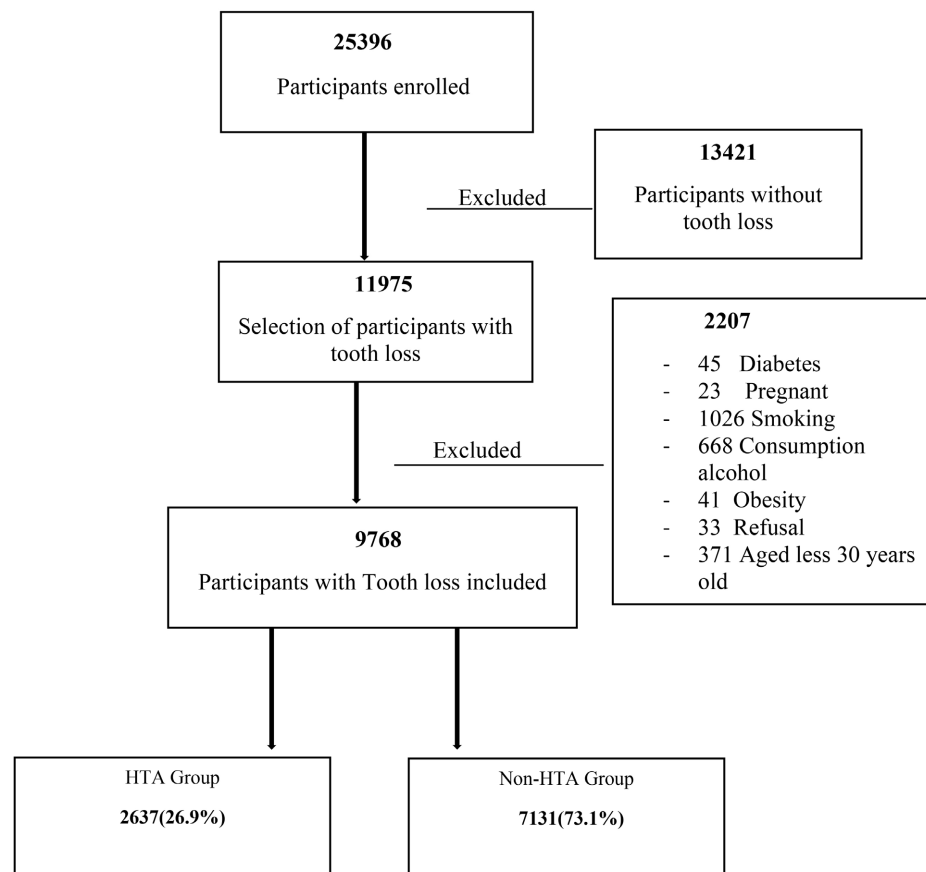 25396
Participants enrolled
13421
Excluded
Participants without
tooth loss
11975
Selection of participants with
tooth loss
2207
- 45 Diabetes
- 23 Pregnant
- 1026 Smoking
- 668 Consumption
alcohol
- 41 Obesity
- 33 Refusal
- 371 Aged less 30 years
old
Excluded
9768
Participants with Tooth loss included
HTA Group
2637(26.9%)
Non-HTA Group
7131(73.1%)